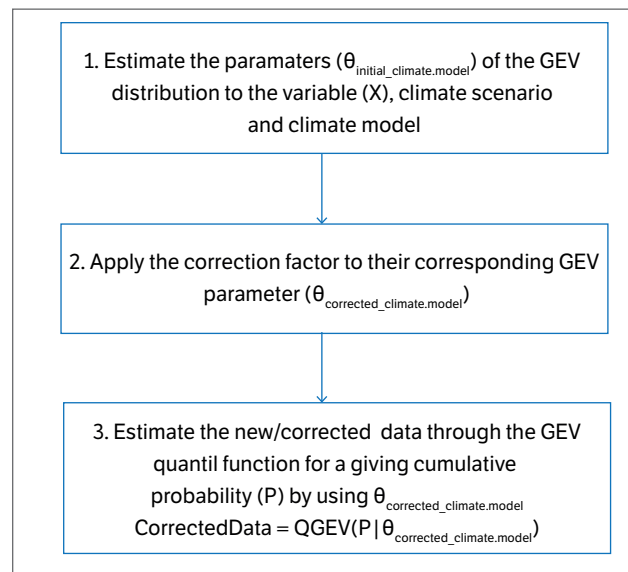 1. Estimate the paramaters (θinitial_climate.model) of the GEV
distribution to the variable (X), climate scenario
and climate model
2. Apply the correction factor to their corresponding GEV
parameter (θcorrected_climate.model)
3. Estimate the new/corrected data through the GEV
quantil function for a giving cumulative
probability (P) by using θcorrected_climate.model
CorrectedData = QGEV(P|θcorrected_climate.model)